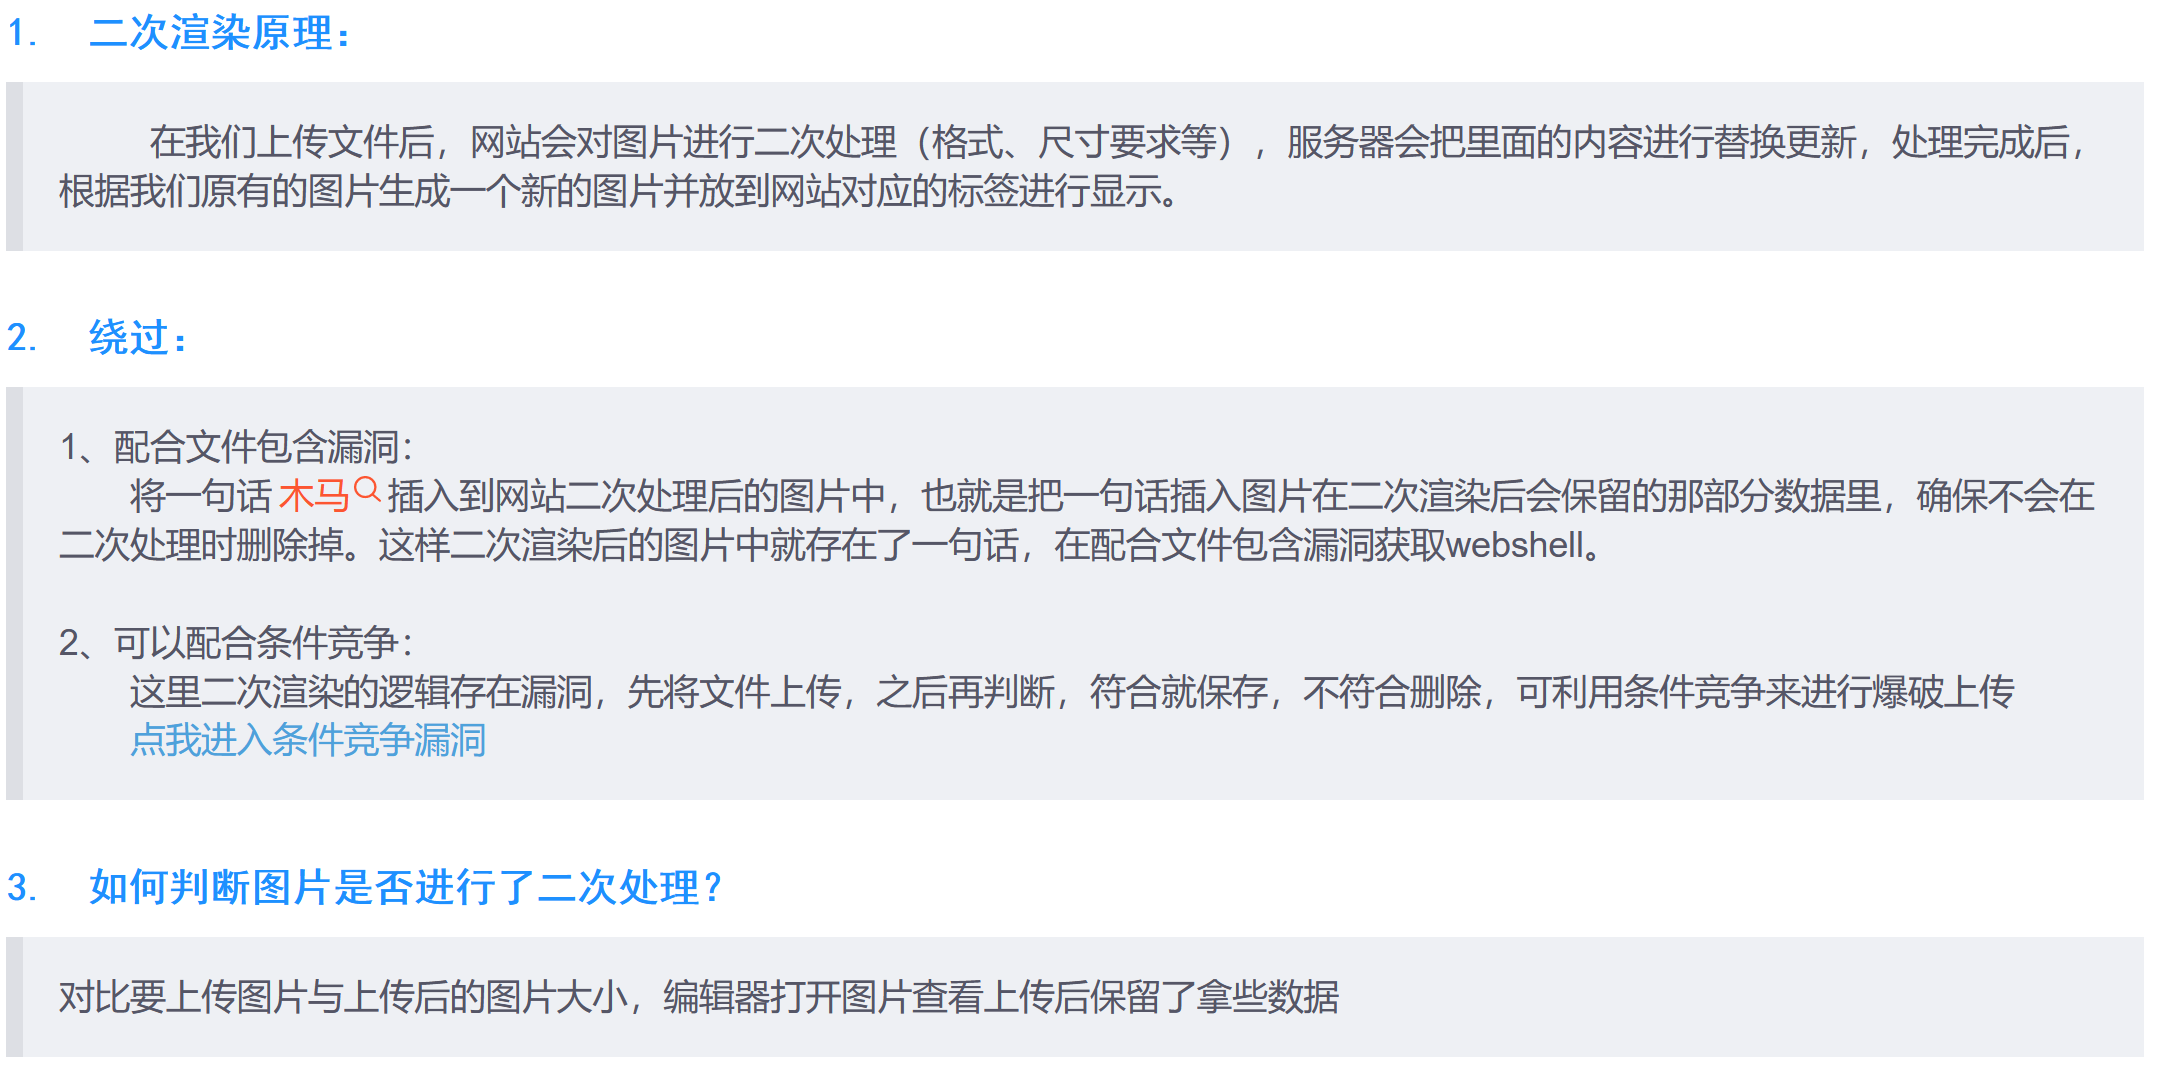 1. 二次渲染原理：
在我们上传文件后，网站会对图片进行二次处理（格式、尺寸要求等），服务器会把里面的内容进行替换更新，处理完成后，
根据我们原有的图片生成一个新的图片并放到网站对应的标签进行显示。
2. 绕过：
1、配合文件包含漏洞：
将一句话 木马 插入到网站二次处理后的图片中，也就是把一句话插入图片在二次渲染后会保留的那部分数据里，确保不会在
二次处理时删除掉。这样二次渲染后的图片中就存在了一句话，在配合文件包含漏洞获取webshell。
2、可以配合条件竞争：
这里二次渲染的逻辑存在漏洞，先将文件上传，之后再判断，符合就保存，不符合删除，可利用条件竞争来进行爆破上传
点我进入条件竞争漏洞
3. 如何判断图片是否进行了二次处理？
对比要上传图片与上传后的图片大小，编辑器打开图片查看上传后保留了拿些数据